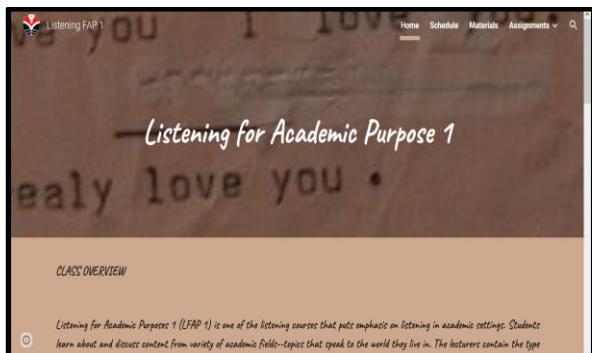 ve you I love you.
Listening FAP 1
Home Schedule Materials Assignments
Listening for Academic Purpose 1
ealy love you •
CLASS OVERVIEW
Listening for Academic Purposes 1 (LFAP 1) is one of the listening courses that puts emphasis on listening in academic settings. Students
learn about and discuss content from variety of academic fields--topics that speak to the world they live in. The lecturers contain the type